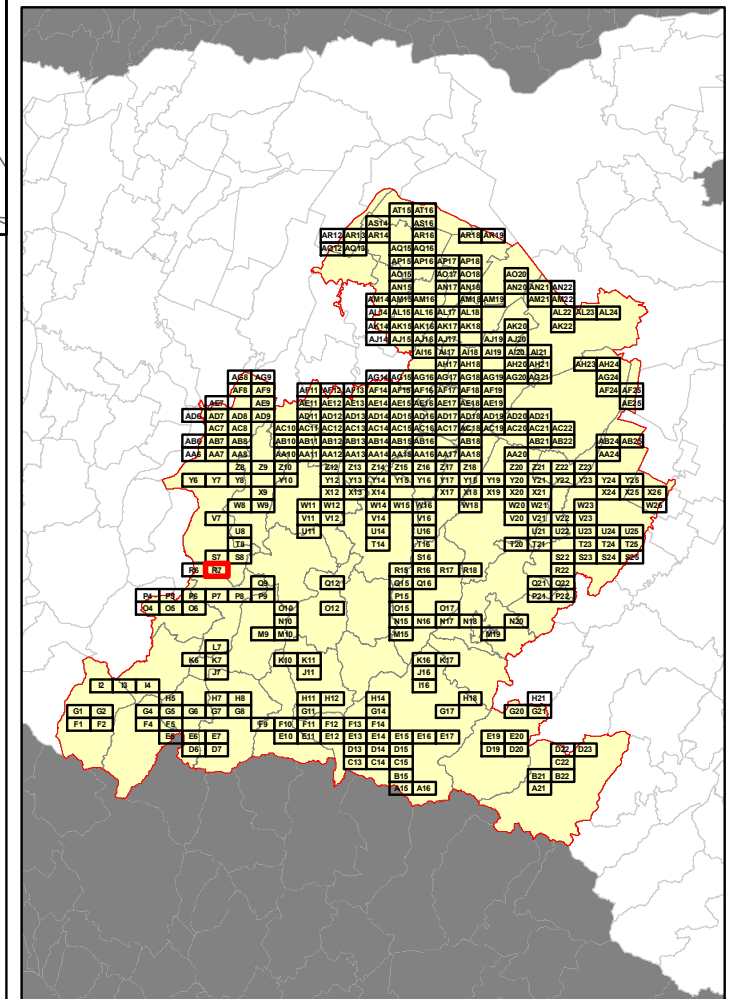 AT15 AT16
AS14 AS16
AR12 AR13 AR14 AR16 AR18 AR19
AQ12 AQ13 AQ15 AQ16
AP15 AP16 AP17 AP18
AO15 AO17 AO18 AO20
AN15 AN17 AN18 AN20 AN21 AN22
AM14 AM15 AM16 AM18 AM19 AM21 AM22
AL14 AL15 AL16 AL17 AL18 AL22 AL23 AL24
AK14 AK15 AK16 AK17 AK18 AK20 AK22
AJ14 AJ15 AJ16 AJ17 AJ19 AJ20
AI16 AI17 AI18 AI19 AI20 AI21
AH17 AH18 AH20 AH21 AH23 AH24
AG8 AG9 AG14 AG15 AG16 AG17 AG18 AG19 AG20 AG21 AG24
AF8 AF9 AF11 AF12 AF13 AF14 AF15 AF16 AF17 AF18 AF19 AF24 AF25
AE7 AE9 AE11 AE12 AE13 AE14 AE15 AE16 AE17 AE18 AE19 AE25
AD6 AD7 AD8 AD9 AD11 AD12 AD13 AD14 AD15 AD16 AD17 AD18 AD19 AD20 AD21
AC7 AC8 AC10 AC11 AC12 AC13 AC14 AC15 AC16 AC17 AC18 AC19 AC20 AC21 AC22
AB6 AB7 AB8 AB10 AB11 AB12 AB13 AB14 AB15 AB16 AB18 AB21 AB22 AB24 AB25
AA6 AA7 AA8 AA10 AA11 AA12 AA13 AA14 AA15 AA16 AA17 AA18 AA20 AA24
Z8 Z9 Z10 Z12 Z13 Z14 Z15 Z16 Z17 Z18 Z20 Z21 Z22 Z23
Y6 Y7 Y8 Y10 Y12 Y13 Y14 Y15 Y16 Y17 Y18 Y19 Y20 Y21 Y22 Y23 Y24 Y25
X9 X12 X13 X14 X17 X18 X19 X20 X21 X24 X25 X26
W8 W9 W11 W12 W14 W15 W16 W18 W20 W21 W23 W26
V7 V11 V12 V14 V16 V20 V21 V22 V23
U8 U11 U14 U16 U21 U22 U23 U24 U25
T8 T14 T16 T20 T21 T23 T24 T25
S7 S8 S16 S22 S23 S24 S25
R6 R7 R15 R16 R17 R18 R22
Q9 Q12 Q15 Q16 Q21 Q22
P4 P5 P6 P7 P8 P9 P15 P21 P22
O4 O5 O6 O10 O12 O15 O17
N10 N15 N16 N17 N18 N20
M9 M10 M15 M19
L7
K6 K7 K10 K11 K16 K17
J7 J11 J16
I2 I3 I4 I16
H5 H7 H8 H11 H12 H14 H18 H21
G1 G2 G4 G5 G6 G7 G8 G11 G14 G17 G20 G21
F1 F2 F4 F5 F9 F10 F11 F12 F13 F14
E5 E6 E7 E10 E11 E12 E13 E14 E15 E16 E17 E19 E20
D6 D7 D13 D14 D15 D19 D20 D22 D23
C13 C14 C15 C22
B15 B21 B22
A15 A16 A21